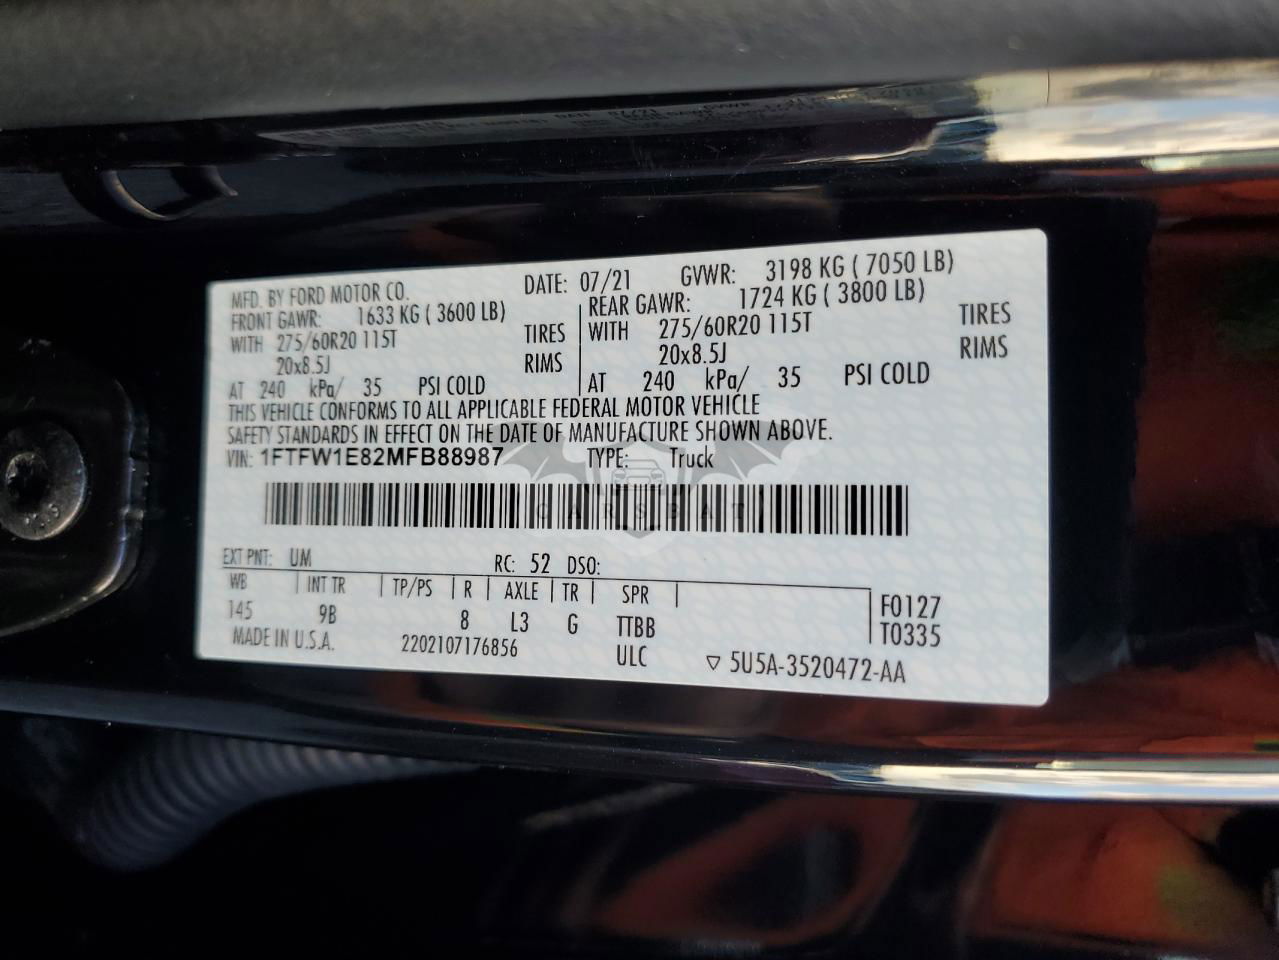 MFD. BY FORD MOTOR CO. DATE: 07/21 GVWR: 3198 KG ( 7050 LB)
FRONT GAWR: 1633 KG ( 3600 LB) REAR GAWR: 1724 KG ( 3800 LB)
WITH 275/60R20 115T TIRES WITH 275/60R20 115T TIRES
20x8.5J RIMS 20x8.5J RIMS
AT 240 kPa/ 35 PSI COLD AT 240 kPa/ 35 PSI COLD
THIS VEHICLE CONFORMS TO ALL APPLICABLE FEDERAL MOTOR VEHICLE
SAFETY STANDARDS IN EFFECT ON THE DATE OF MANUFACTURE SHOWN ABOVE.
VIN: 1FTFW1E82MFB88987 TYPE: Truck
CARSBAT
EXT PNT: UM RC: 52 DSO:
WB INT TR TP/PS R AXLE TR SPR
145 9B 8 L3 G TTBB F0127
T0335
MADE IN U.S.A. 2202107176856 ULC ▽ 5U5A-3520472-AA